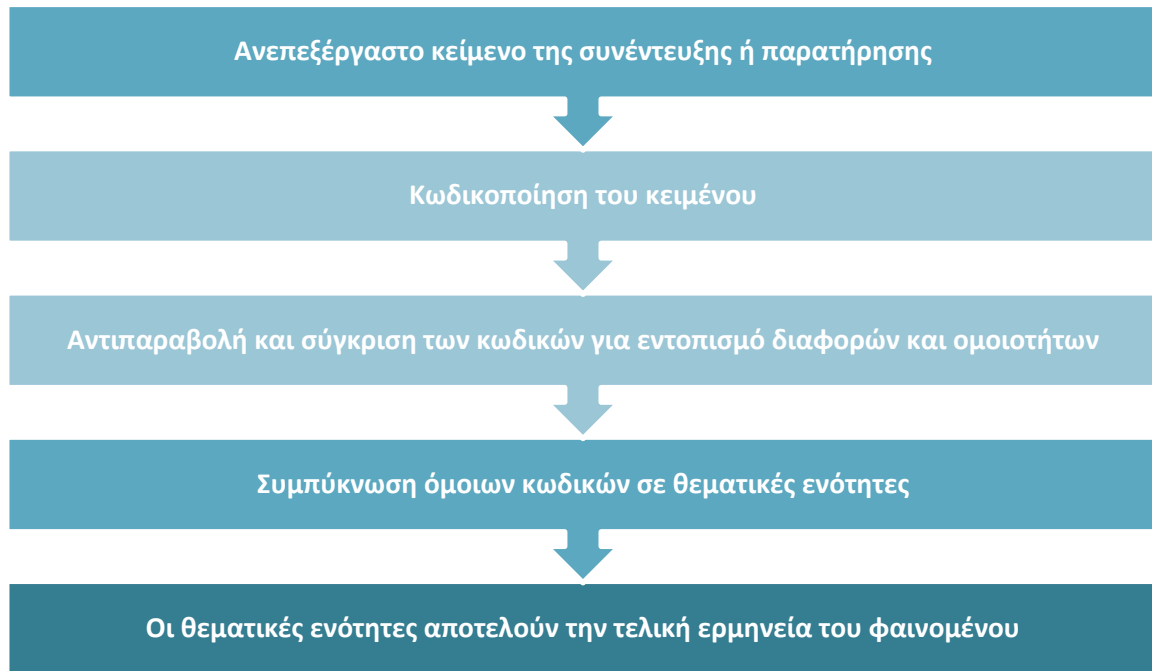 Ανεπεξέργαστο κείμενο της συνέντευξης ή παρατήρησης
Κωδικοποίηση του κειμένου
Αντιπαραβολή και σύγκριση των κωδικών για εντοπισμό διαφορών και ομοιοτήτων
Συμπύκνωση όμοιων κωδικών σε θεματικές ενότητες
Οι θεματικές ενότητες αποτελούν την τελική ερμηνεία του φαινομένου